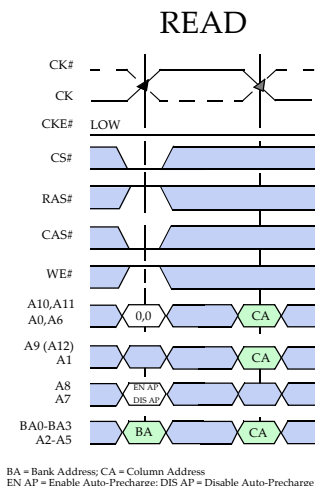 READ
CK#
CK
CKE# LOW
CS#
RAS#
CAS#
WE#
A10,A11
A0,A6
0,0 CA
A9 (A12)
A1
CA
A8
A7
EN AP
DIS AP
BA0-BA3
A2-A5
BA CA
BA = Bank Address; CA = Column Address
EN AP = Enable Auto-Precharge; DIS AP = Disable Auto-Precharge